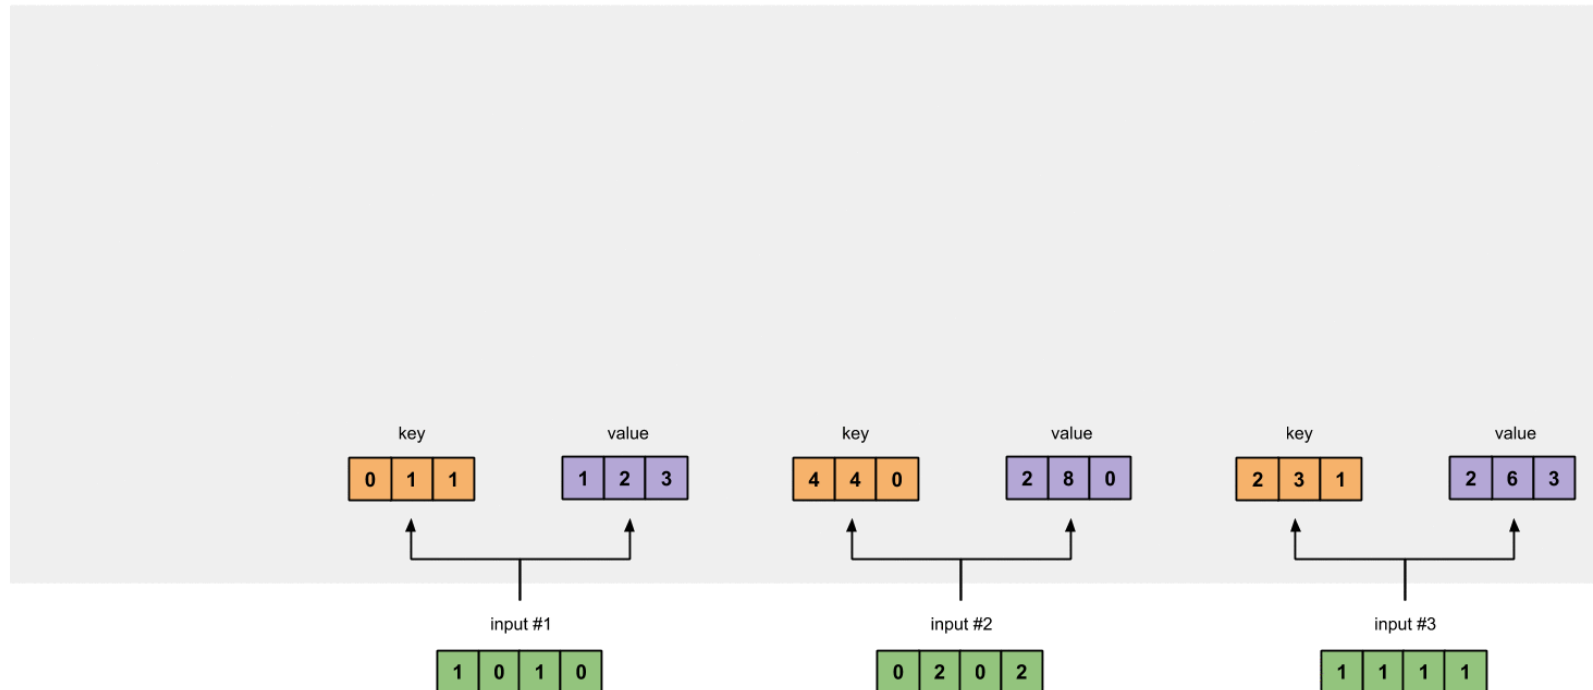 key value key value key value
0 1 1 1 2 3 4 4 0 2 8 0 2 3 1 2 6 3
input #1 input #2 input #3
1 0 1 0 0 2 0 2 1 1 1 1